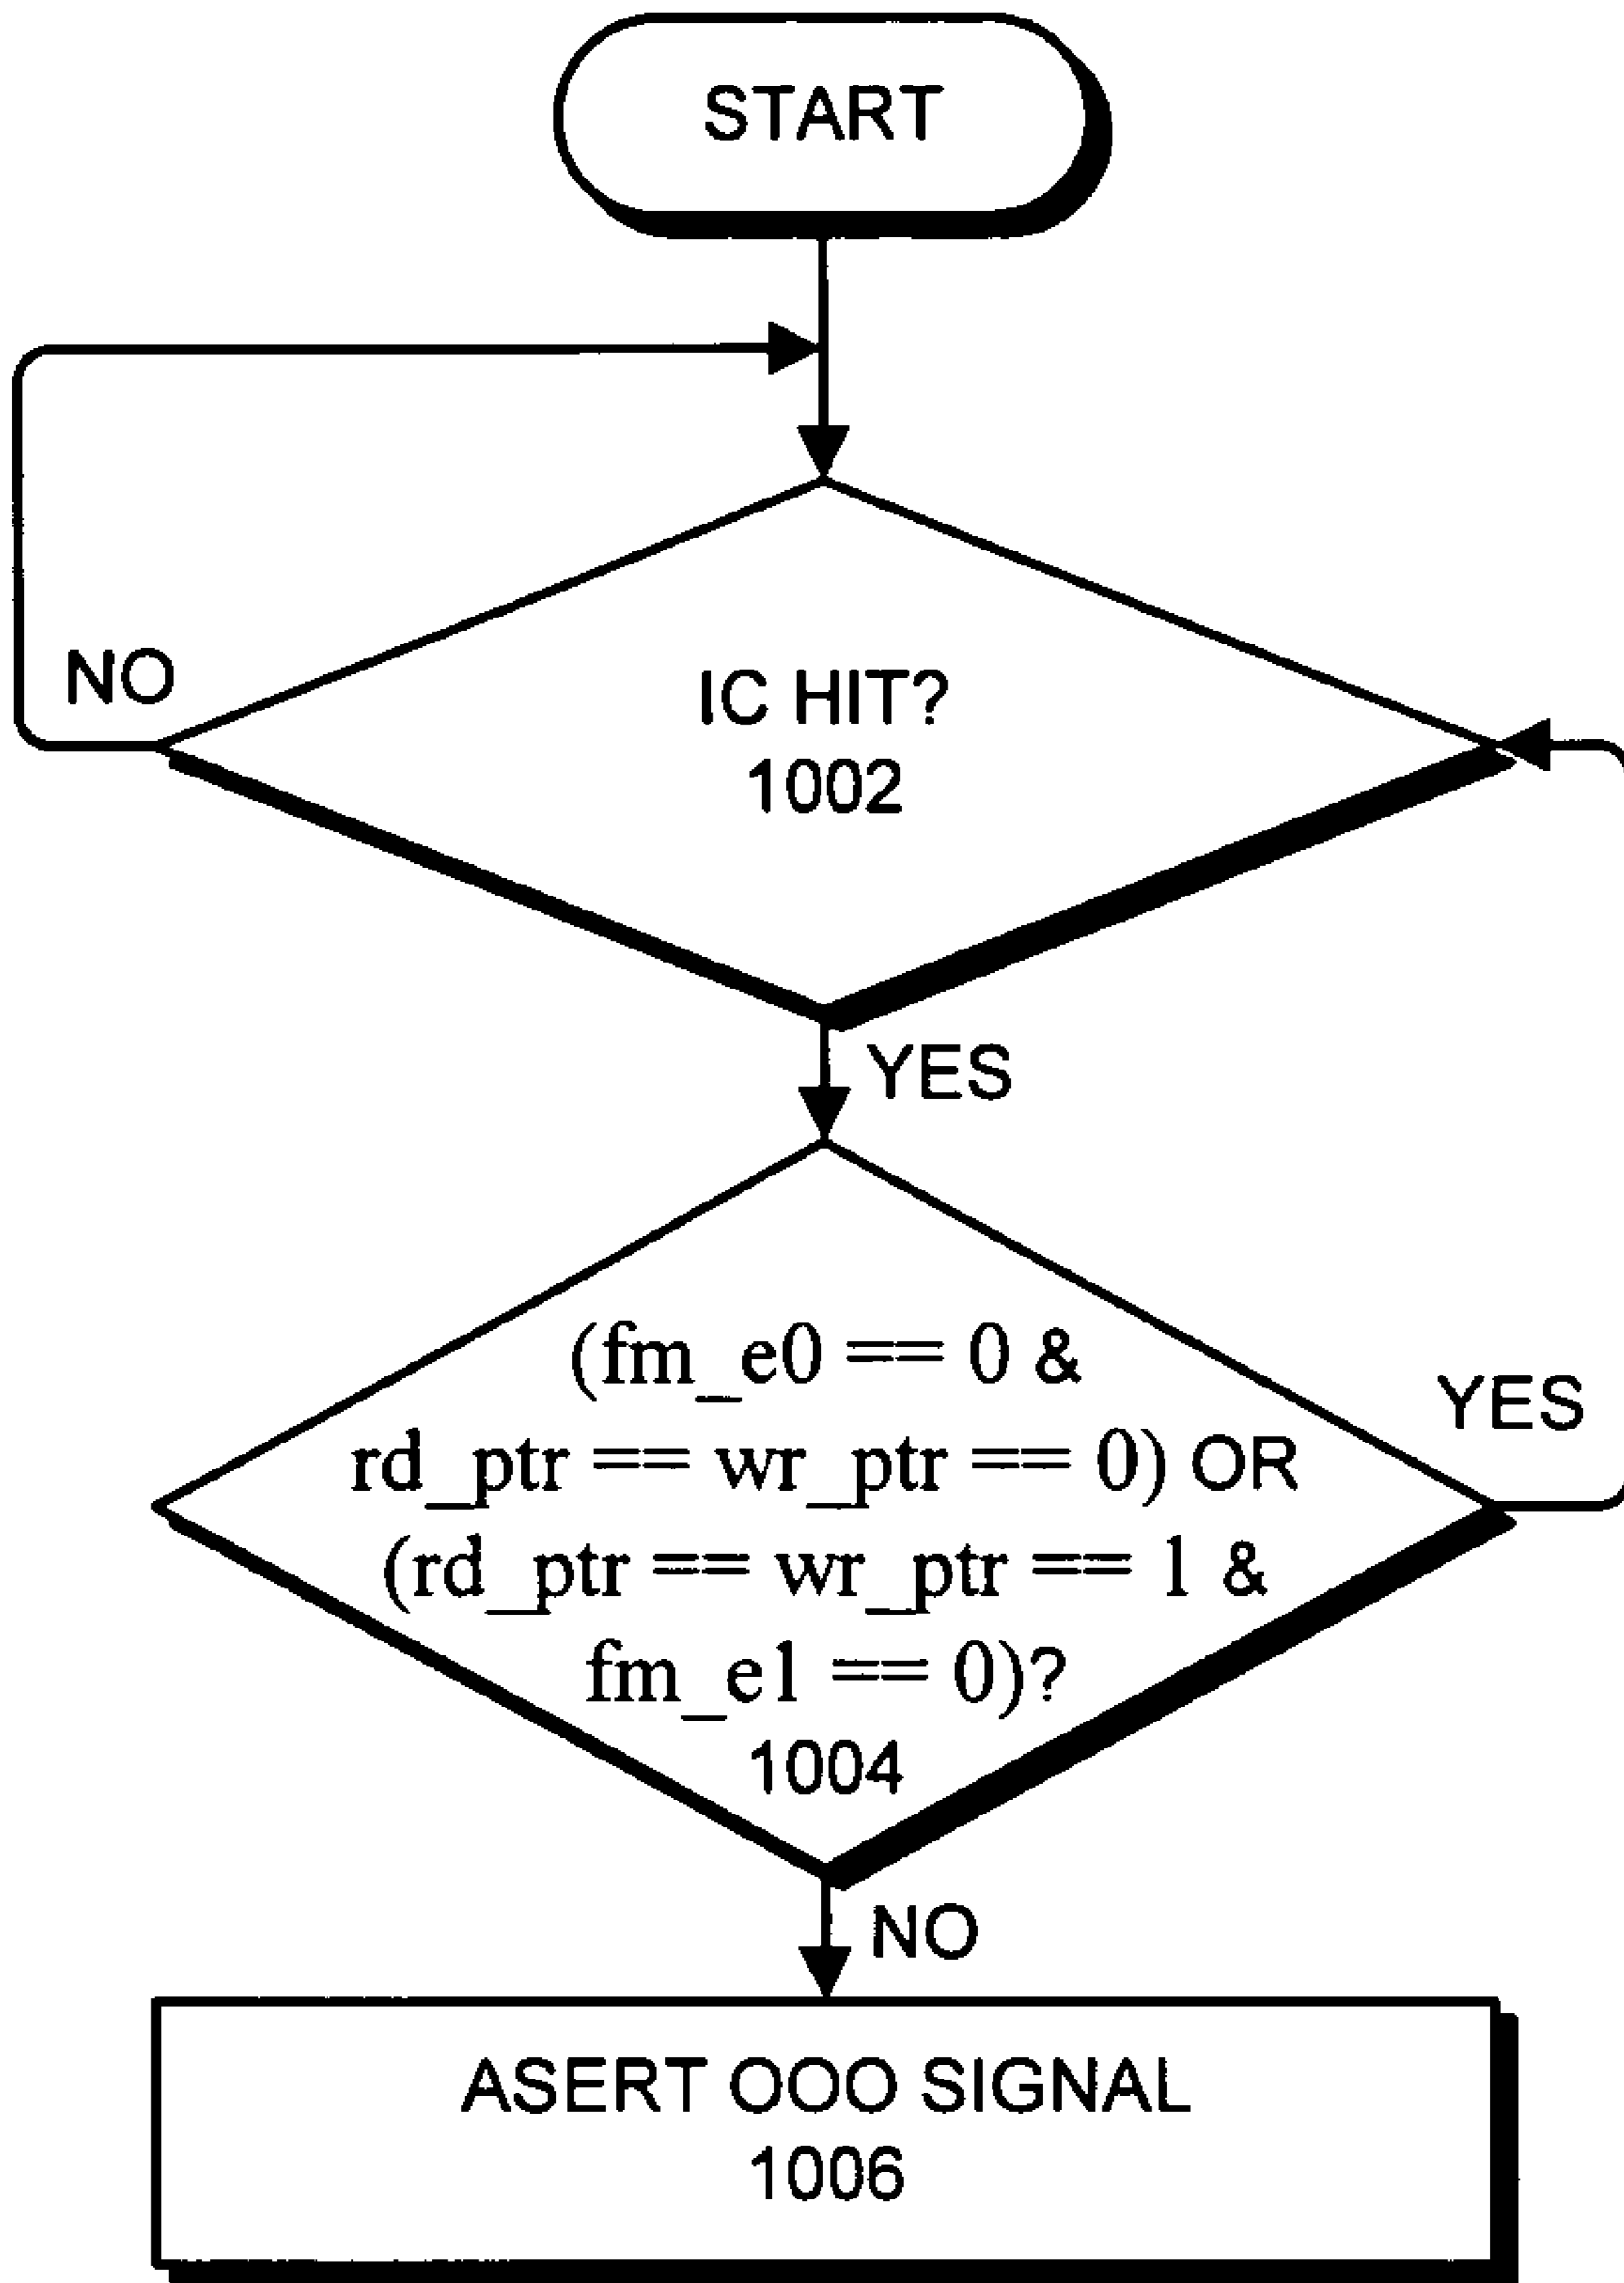 START
NO
IC HIT?
1002
YES
(fm_e0 == 0 &
YES
rd_ptr == wr_ptr == 0) OR
(rd_ptr == wr_ptr == 1 &
fm_e1 == 0)?
1004
NO
ASERT OOO SIGNAL
1006